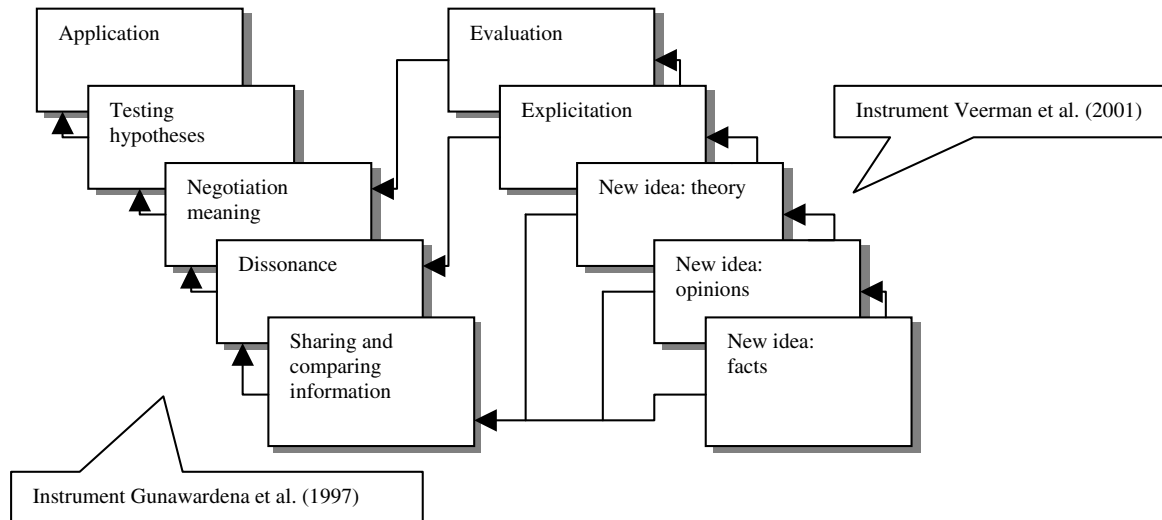 Application
Testing
hypotheses
Negotiation
meaning
Dissonance
Sharing and
comparing
information
Evaluation
Explicitation
New idea: theory
New idea:
opinions
New idea:
facts
Instrument Veerman et al. (2001)
Instrument Gunawardena et al. (1997)